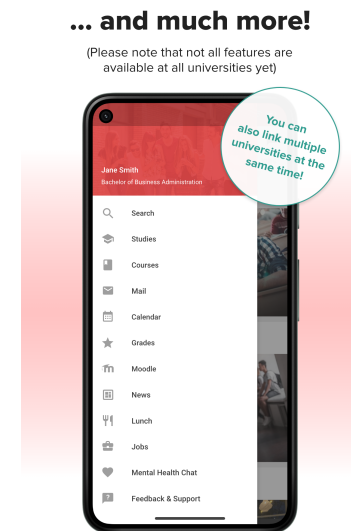 ... and much more!
(Please note that not all features are
available at all universities yet)
You can
also link multiple
universities at the
same time!
Jane Smith
Bachelor of Business Administration
Search
Studies
Courses
Mail
Calendar
Grades
Moodle
News
Lunch
Jobs
Mental Health Chat
Feedback & Support